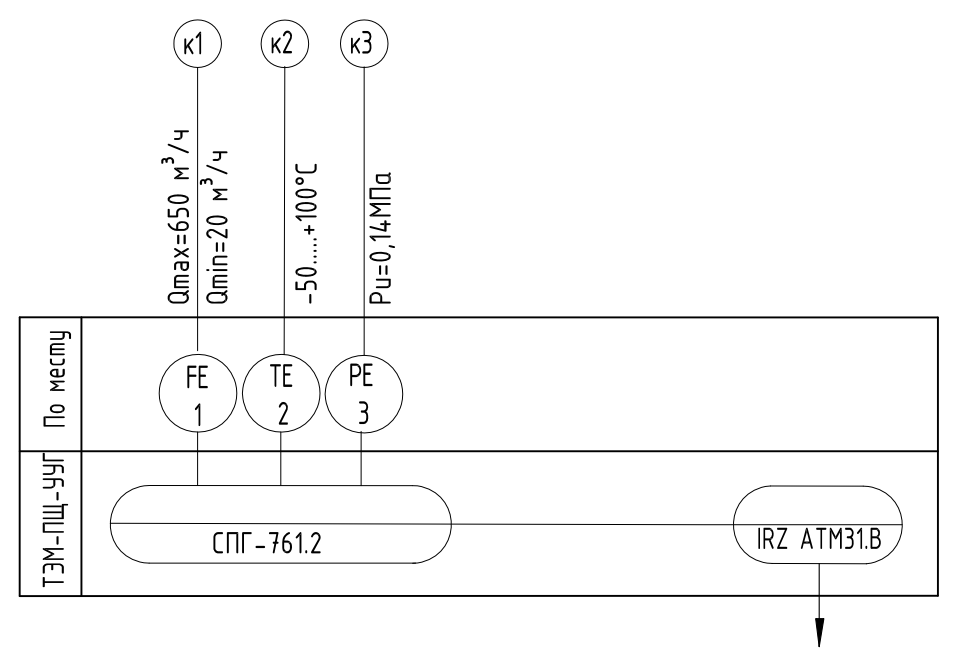 к1
к2
к3
Qmax=650 м³/ч
Qmin=20 м³/ч
-50.....+100°С
Ри=0,14МПа
По месту
FE
1
TE
2
PE
3
ТЭМ-ПЩ-УУГ
СПГ-761.2
IRZ ATM31.B